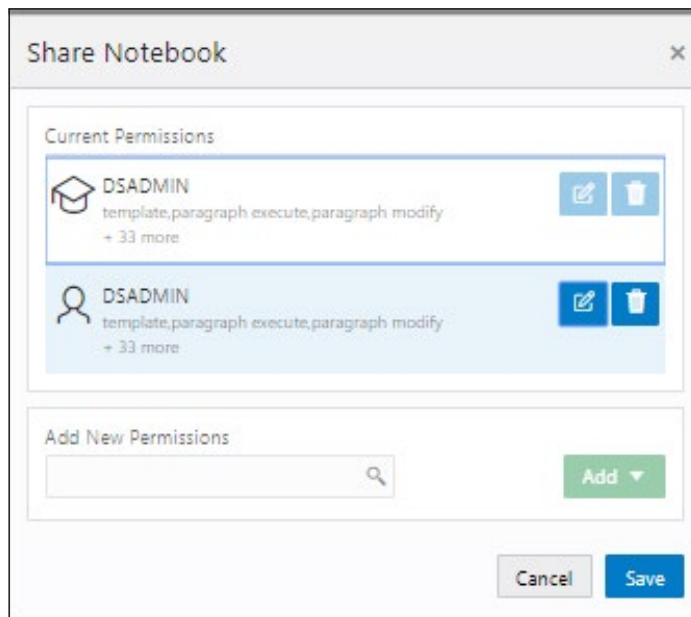 Share Notebook
Current Permissions
DSADMIN
template,paragraph execute,paragraph modify
+ 33 more
DSADMIN
template,paragraph execute,paragraph modify
+ 33 more
Add New Permissions
Add
Cancel
Save